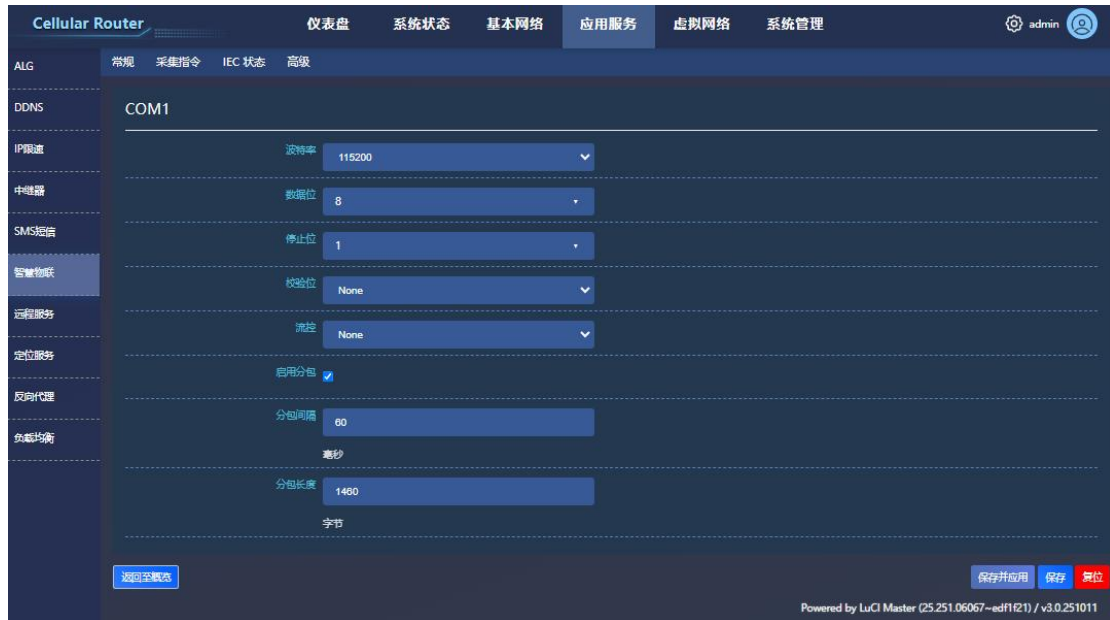 Cellular Router 仪表盘 系统状态 基本网络 应用服务 虚拟网络 系统管理 admin
ALG
DDNS
IP限速
中继器
SMS短信
智慧物联
远程服务
定位服务
反向代理
负载均衡
常规 采集指令 IEC 状态 高级
COM1
波特率 115200
数据位 8
停止位 1
校验位 None
流控 None
启用分包
分包间隔 60
毫秒
分包长度 1460
字节
返回至概览 保存并应用 保存 复位
Powered by LuCI Master (25.251.06067~edf1f21) / v3.0.251011